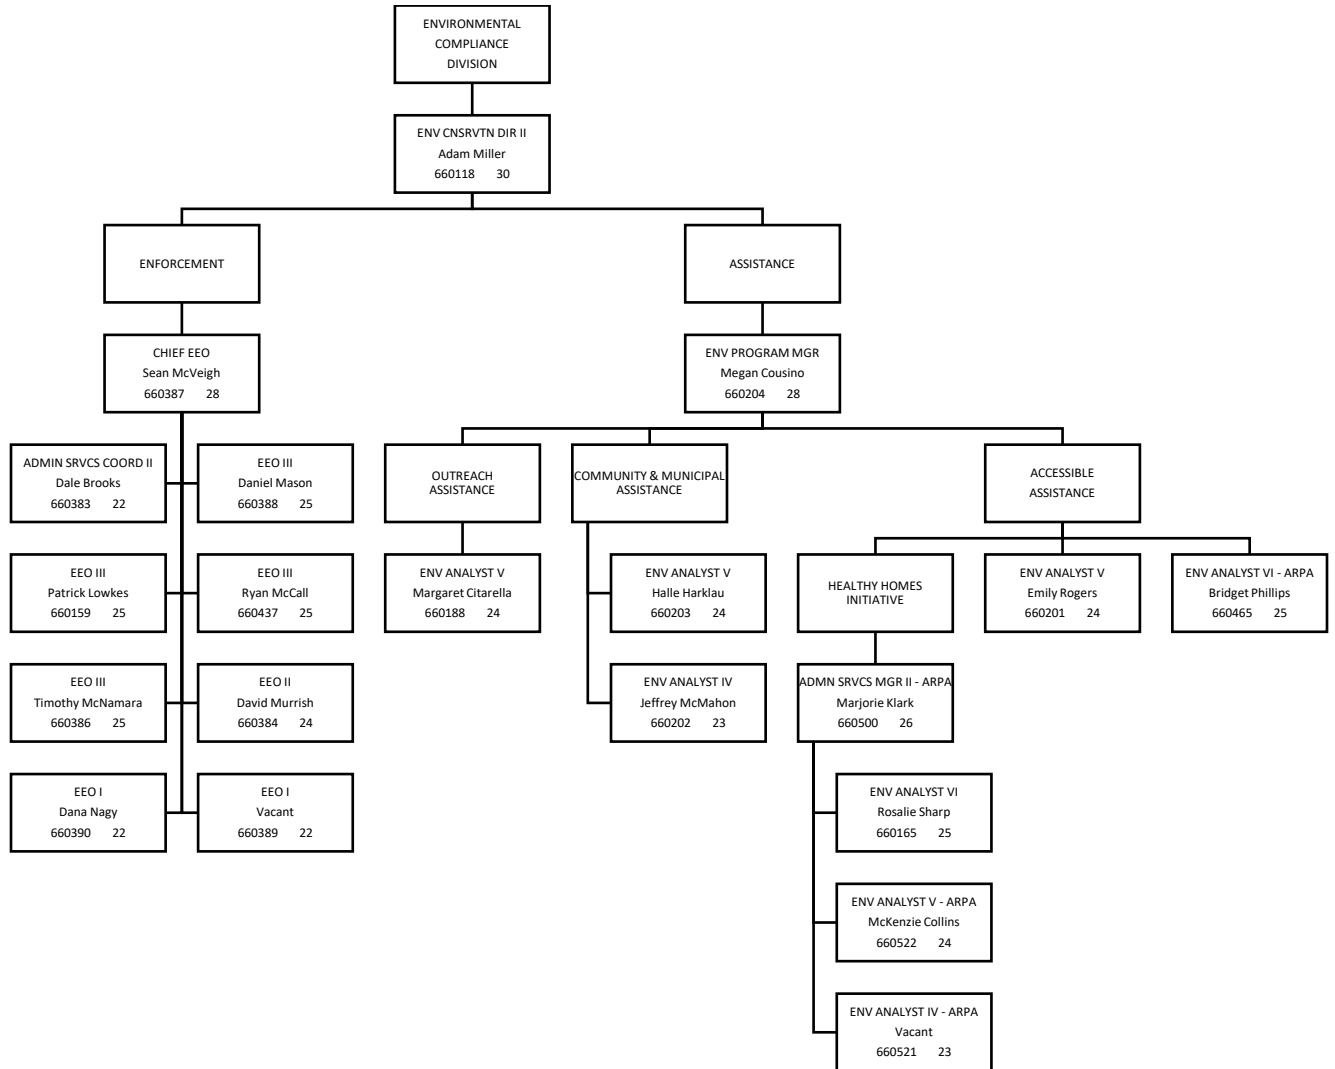 ENVIRONMENTAL
COMPLIANCE
DIVISION
ENV CNSRVTN DIR II
Adam Miller
660118 30
ENFORCEMENT
ASSISTANCE
CHIEF EEO
Sean McVeigh
660387 28
ENV PROGRAM MGR
Megan Cousino
660204 28
ADMIN SRVCS COORD II
Dale Brooks
660383 22
EEO III
Daniel Mason
660388 25
OUTREACH
ASSISTANCE
COMMUNITY & MUNICIPAL
ASSISTANCE
ACCESSIBLE
ASSISTANCE
EEO III
Patrick Lowkes
660159 25
EEO III
Ryan McCall
660437 25
ENV ANALYST V
Margaret Citarella
660188 24
ENV ANALYST V
Halle Harklau
660203 24
HEALTHY HOMES
INITIATIVE
ENV ANALYST V
Emily Rogers
660201 24
ENV ANALYST VI - ARPA
Bridget Phillips
660465 25
EEO III
Timothy McNamara
660386 25
EEO II
David Murrish
660384 24
ENV ANALYST IV
Jeffrey McMahon
660202 23
ADMN SRVCS MGR II - ARPA
Marjorie Klark
660500 26
EEO I
Dana Nagy
660390 22
EEO I
Vacant
660389 22
ENV ANALYST VI
Rosalie Sharp
660165 25
ENV ANALYST V - ARPA
McKenzie Collins
660522 24
ENV ANALYST IV - ARPA
Vacant
660521 23